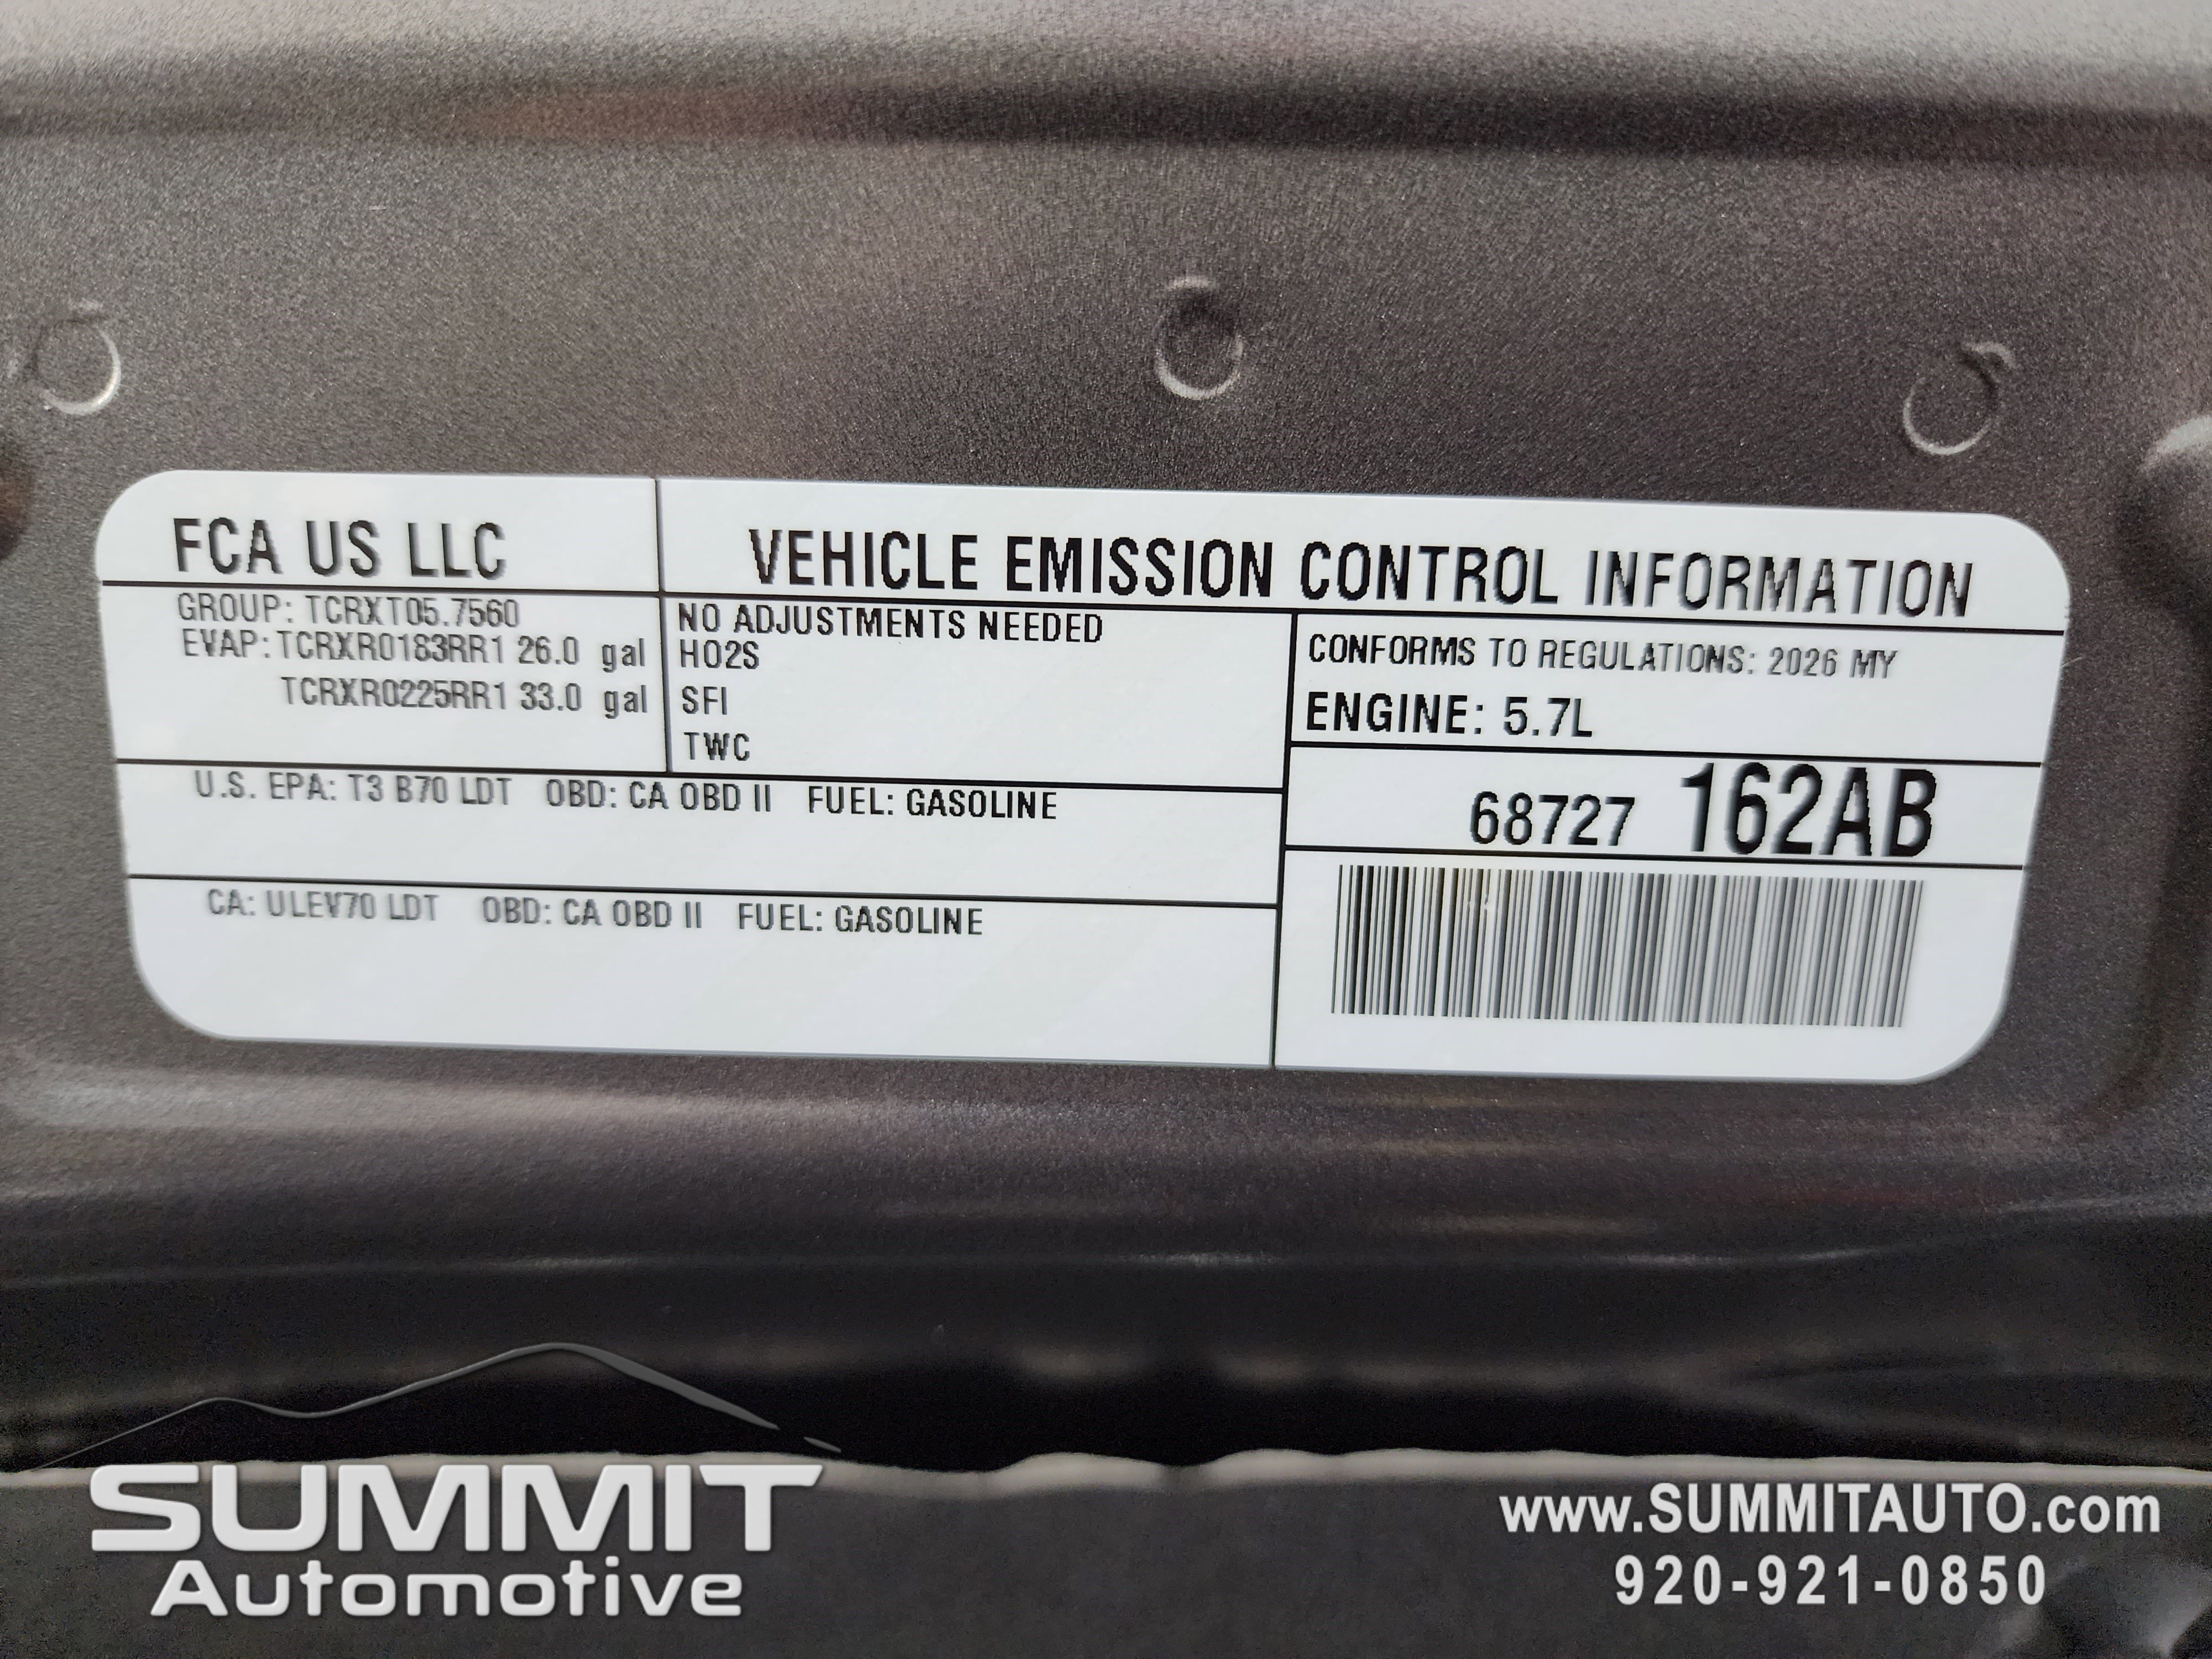 FCA US LLC
VEHICLE EMISSION CONTROL INFORMATION
GROUP: TCRXT05.7560
EVAP: TCRXR0183RR1 26.0 gal
TCRXR0225RR1 33.0 gal
NO ADJUSTMENTS NEEDED
HO2S
SFI
TWC
CONFORMS TO REGULATIONS: 2026 MY
ENGINE: 5.7L
U.S. EPA: T3 B70 LDT OBD: CA OBD II FUEL: GASOLINE
68727 162AB
CA: ULEV70 LDT OBD: CA OBD II FUEL: GASOLINE
SUMMIT
Automotive
www.SUMMITAUTO.com
920-921-0850